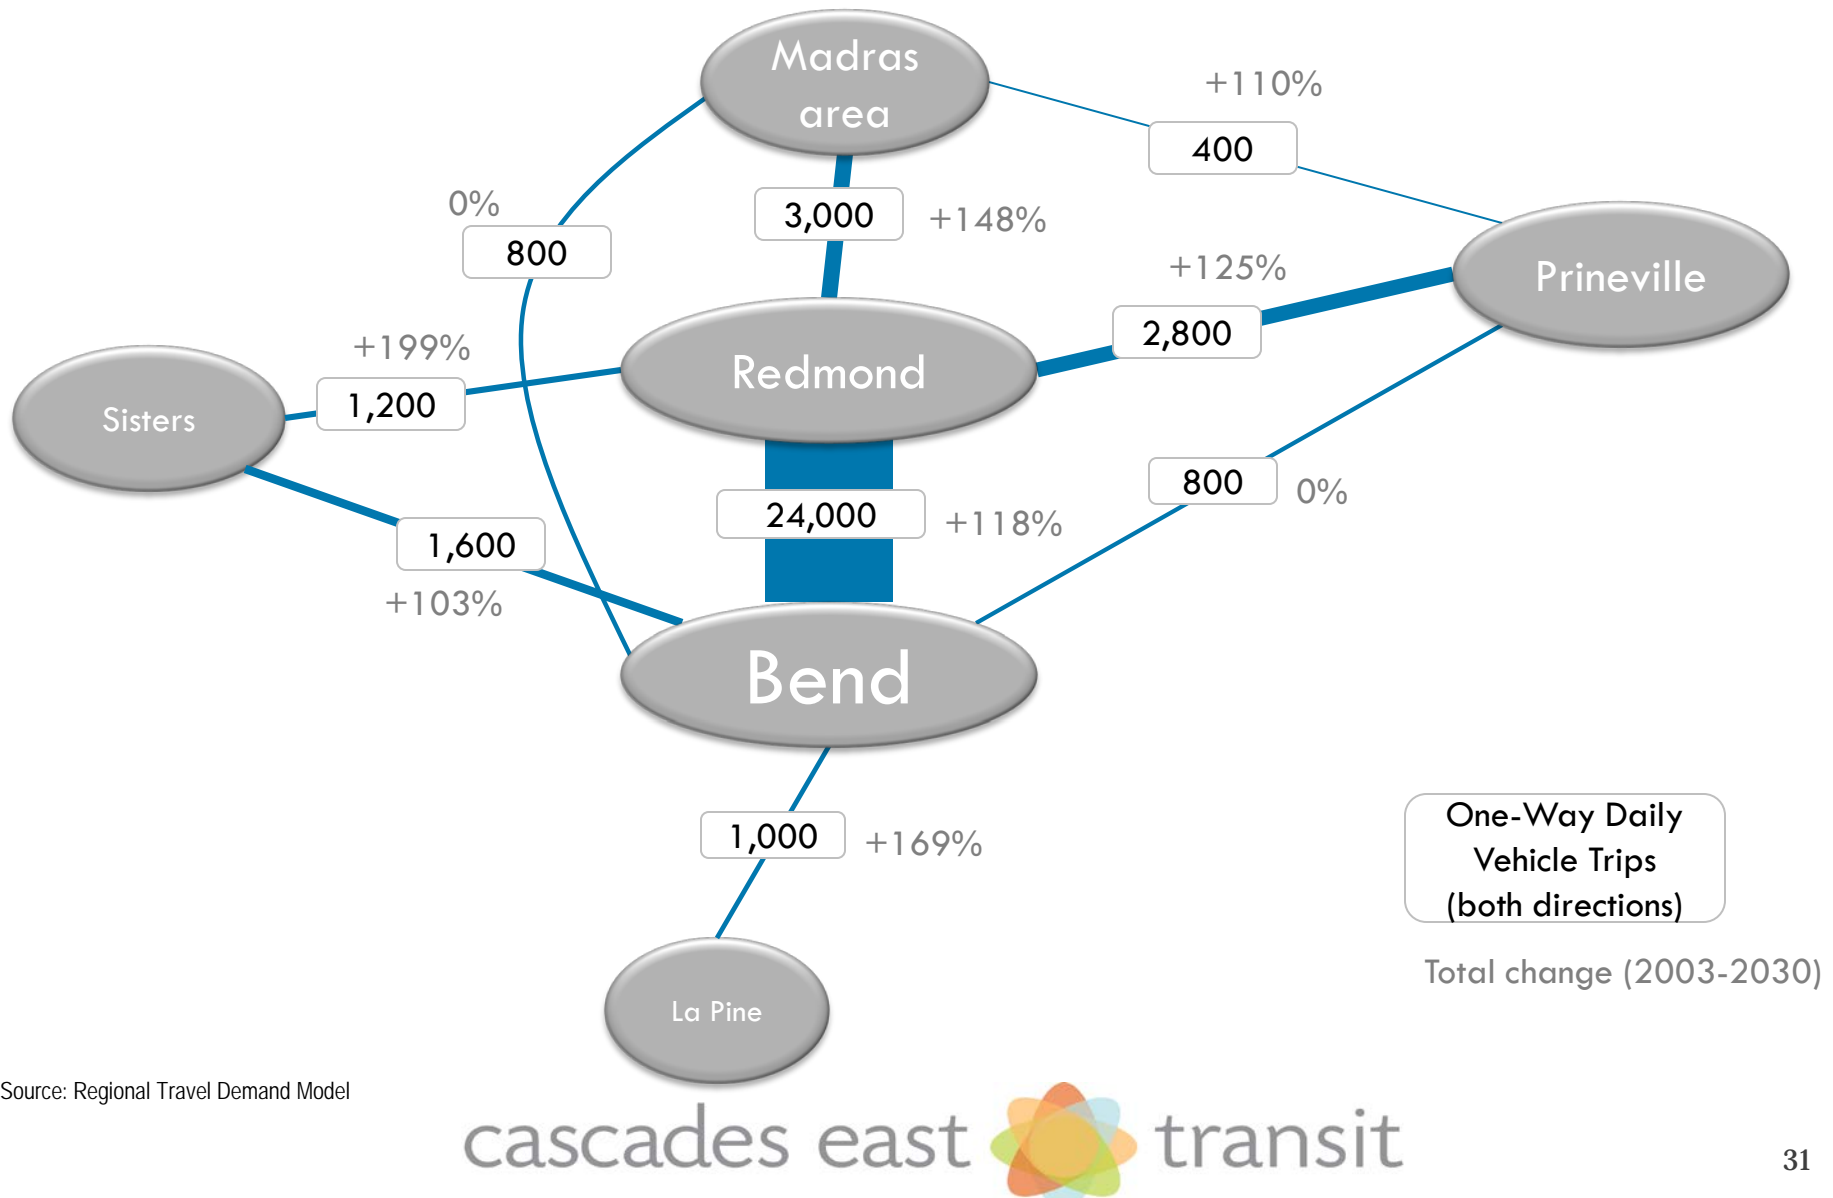 Madras
area
+110%
400
0%
3,000
+148%
800
+125%
Prineville
2,800
+199%
Redmond
1,200
Sisters
800
0%
24,000
+118%
1,600
+103%
Bend
1,000
+169%
One-Way Daily
Vehicle Trips
(both directions)
Total change (2003-2030)
La Pine
Source: Regional Travel Demand Model
cascades east transit
31